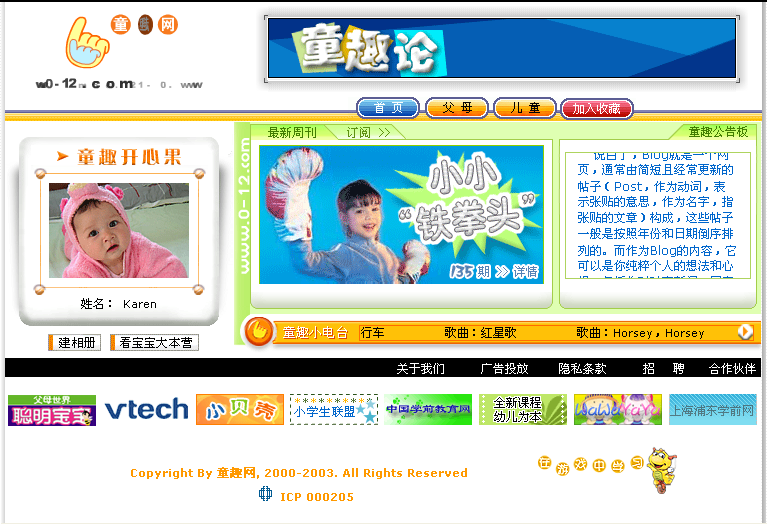 童趣网
w0-12.com
童趣论
首 页
父 母
儿 童
加入收藏
童趣开心果
姓名： Karen
建相册
看宝宝大本营
www.0-12.com
最新周刊
订阅 >>
小小
“铁拳头”
135 期 >> 详情
童趣公告板
说白了，Blog就是一个网
页，通常由简短且经常更新的
帖子（Post，作为动词，表
示张贴的意思，作为名字，指
张贴的文章）构成，这些帖子
一般是按照年份和日期倒序排
列的。而作为Blog的内容，它
可以是你纯粹个人的想法和心
童趣小电台
行车
歌曲：红星歌
歌曲：Horsey，Horsey
关于我们
广告投放
隐私条款
招 聘
合作伙伴
父母世界
聪明宝宝
vtech
小贝壳
小学生联盟
中国学前教育网
全新课程
幼儿为本
WaWaYaYa
上海浦东学前网
Copyright By 童趣网, 2000-2003. All Rights Reserved
ICP 000205
在游戏中学习